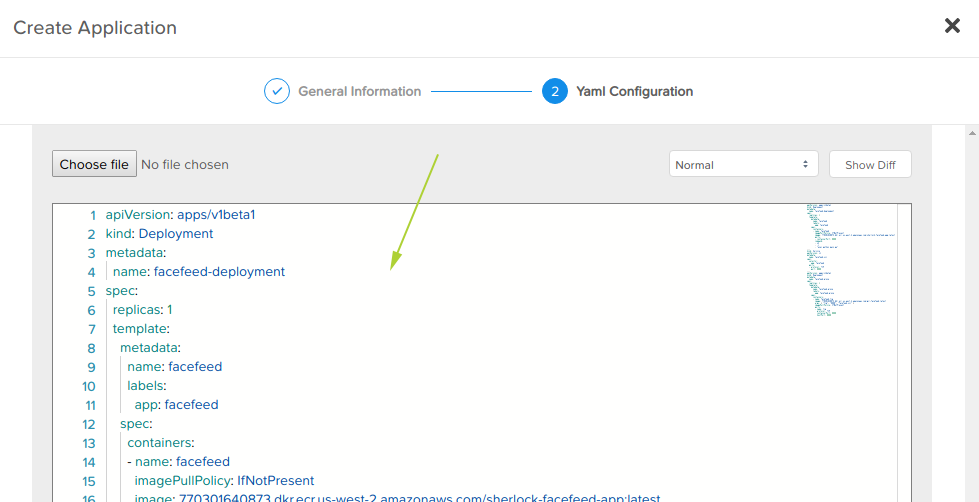 Create Application
General Information
2 Yaml Configuration
Choose file No file chosen
Normal
Show Diff
1 apiVersion: apps/v1beta1
2 kind: Deployment
3 metadata:
4 name: facefeed-deployment
5 spec:
6 replicas: 1
7 template:
8 metadata:
9 name: facefeed
10 labels:
11 app: facefeed
12 spec:
13 containers:
14 - name: facefeed
15 imagePullPolicy: IfNotPresent
16 image: 770301640873.dkr.ecr.us-west-2.amazonaws.com/sherlock-facefeed-app:latest